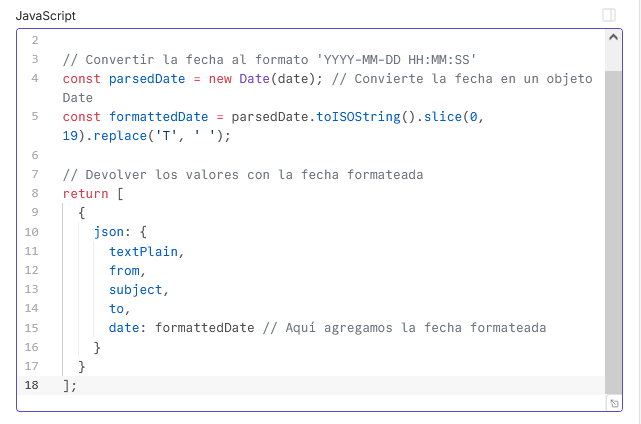 JavaScript
2
3 // Convertir la fecha al formato 'YYYY-MM-DD HH:MM:SS'
4 const parsedDate = new Date(date); // Convierte la fecha en un objeto
Date
5 const formattedDate = parsedDate.toISOString().slice(0,
19).replace('T', ' ');
6
7 // Devolver los valores con la fecha formateada
8 return [
9 {
10 json: {
11 textPlain,
12 from,
13 subject,
14 to,
15 date: formattedDate // Aquí agregamos la fecha formateada
16 }
17 }
18 ];